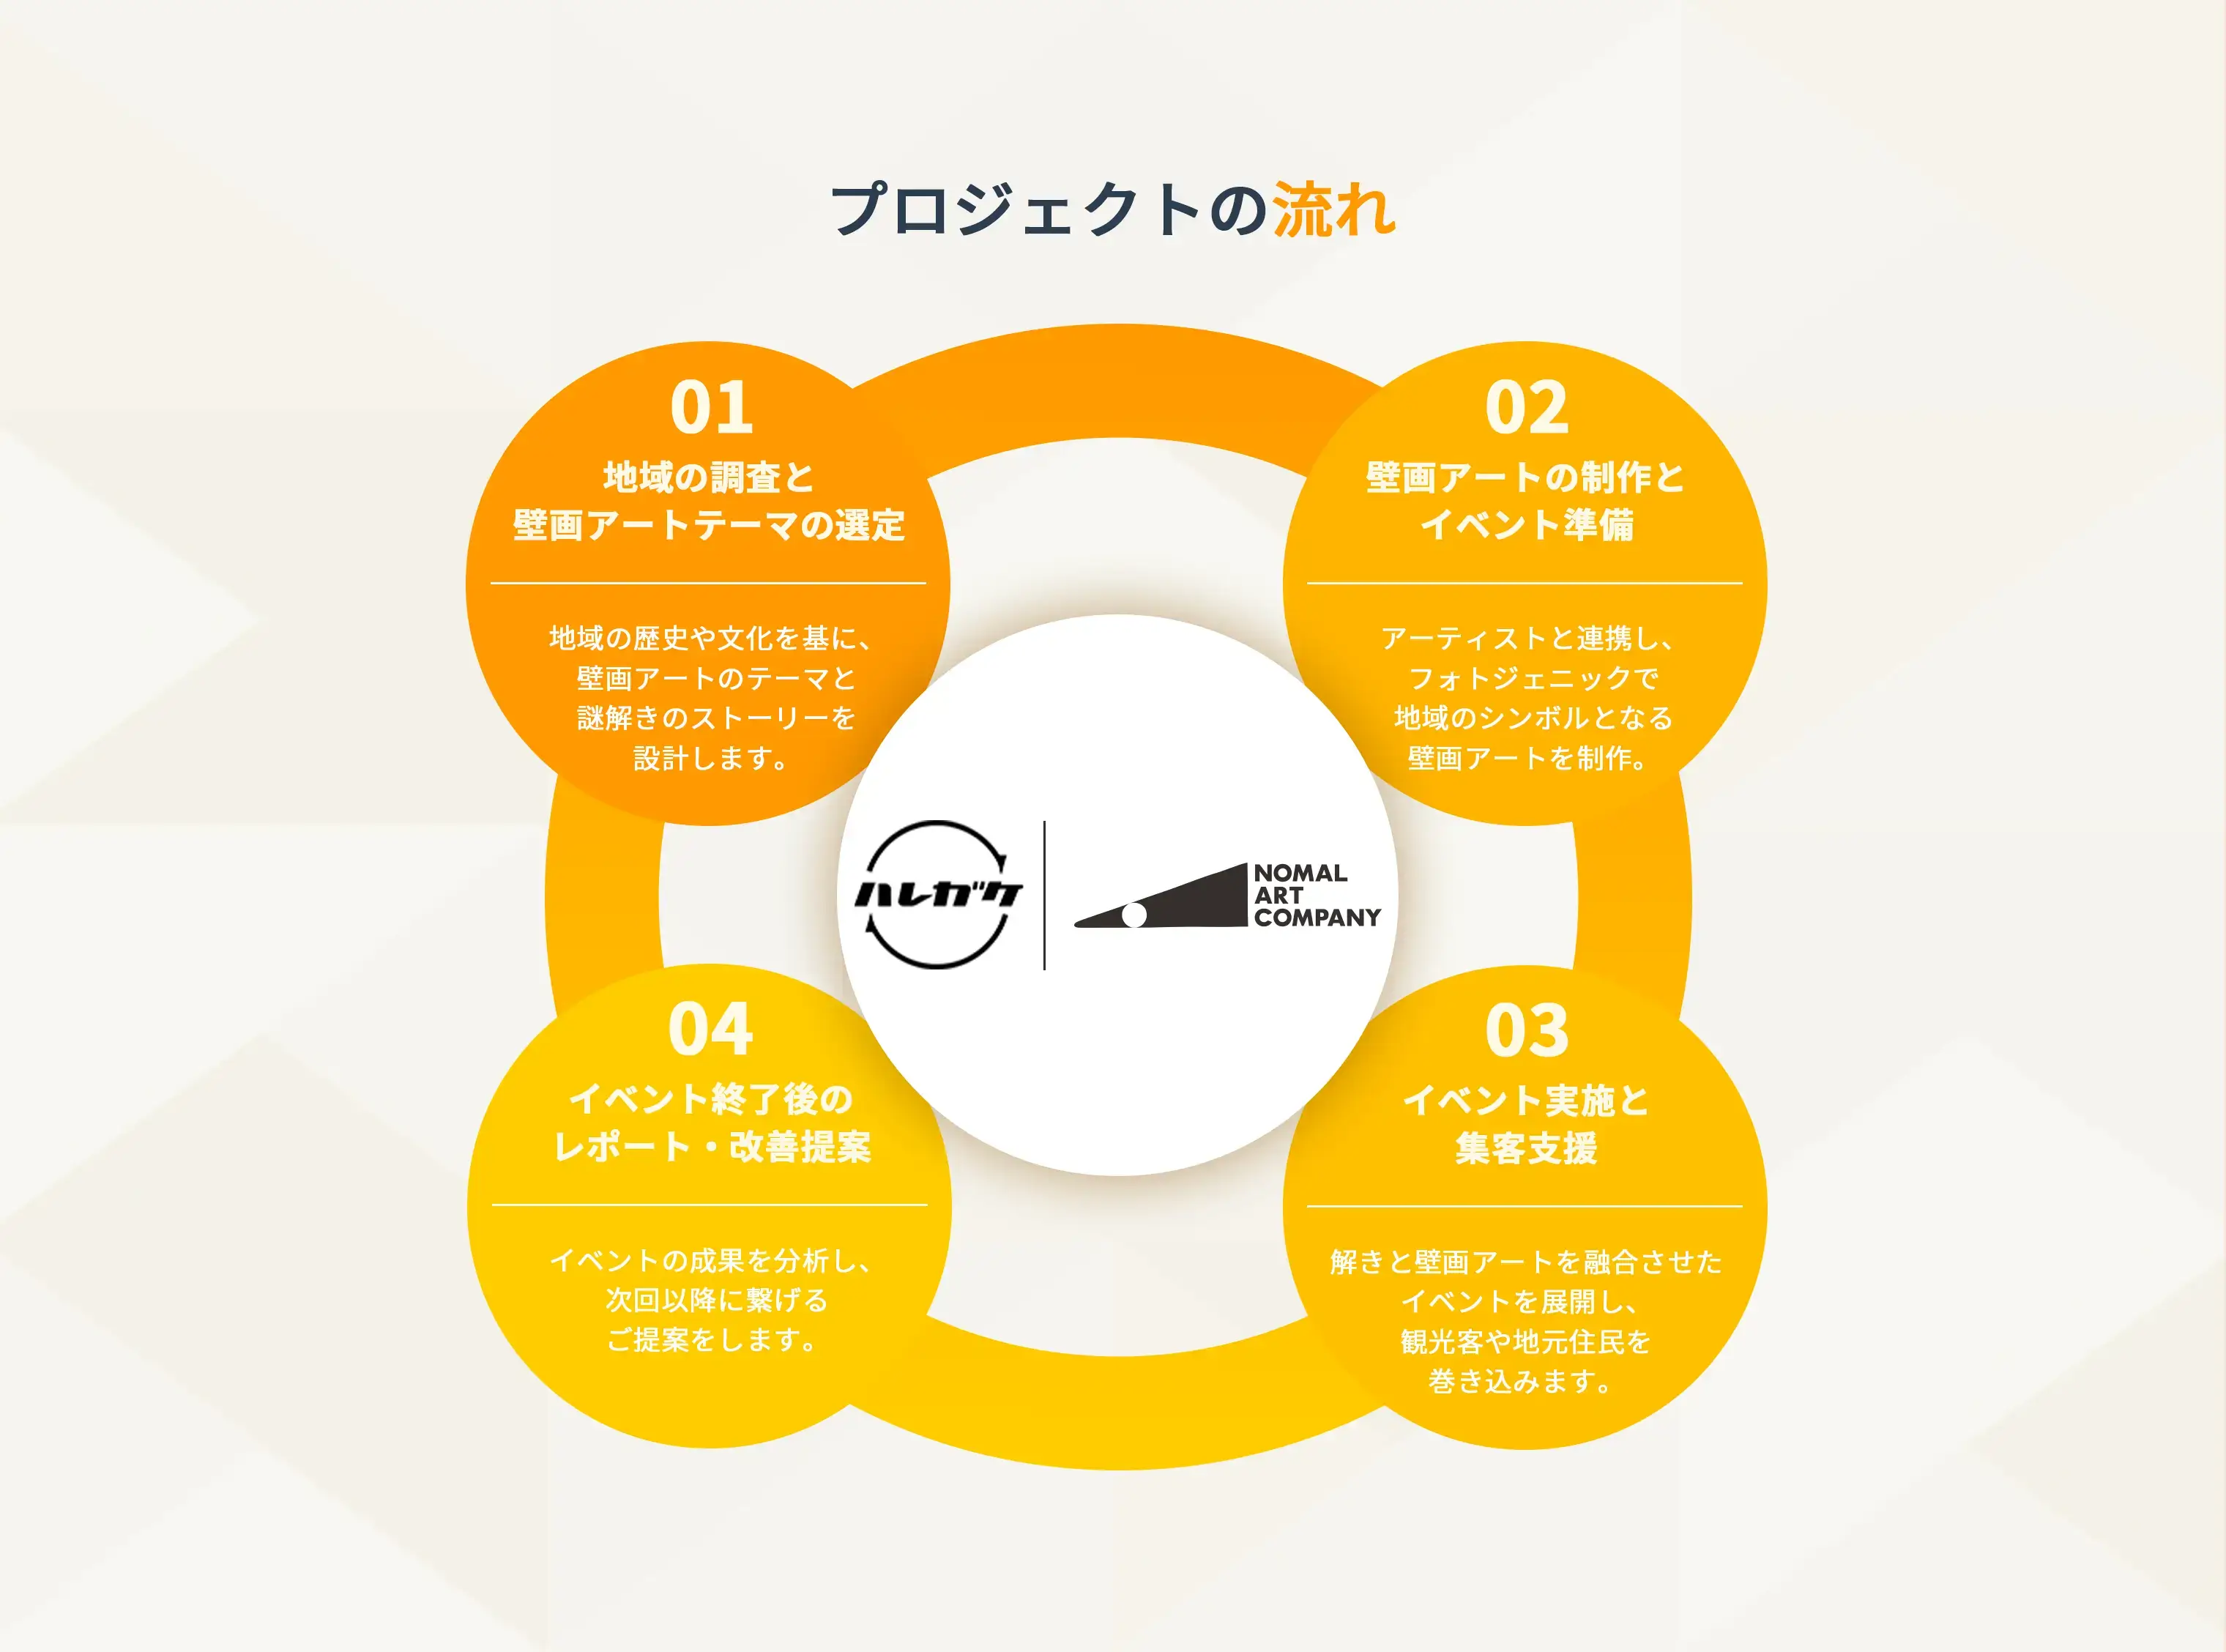 プロジェクトの流れ
01
地域の調査と
壁画アートテーマの選定
地域の歴史や文化を基に、
壁画アートのテーマと
謎解きのストーリーを
設計します。
02
壁画アートの制作と
イベント準備
アーティストと連携し、
フォトジェニックで
地域のシンボルとなる
壁画アートを制作。
ハレガケ
NOMAL
ART
COMPANY
03
イベント実施と
集客支援
解きと壁画アートを融合させた
イベントを展開し、
観光客や地元住民を
巻き込みます。
04
イベント終了後の
レポート・改善提案
イベントの成果を分析し、
次回以降に繋げる
ご提案をします。